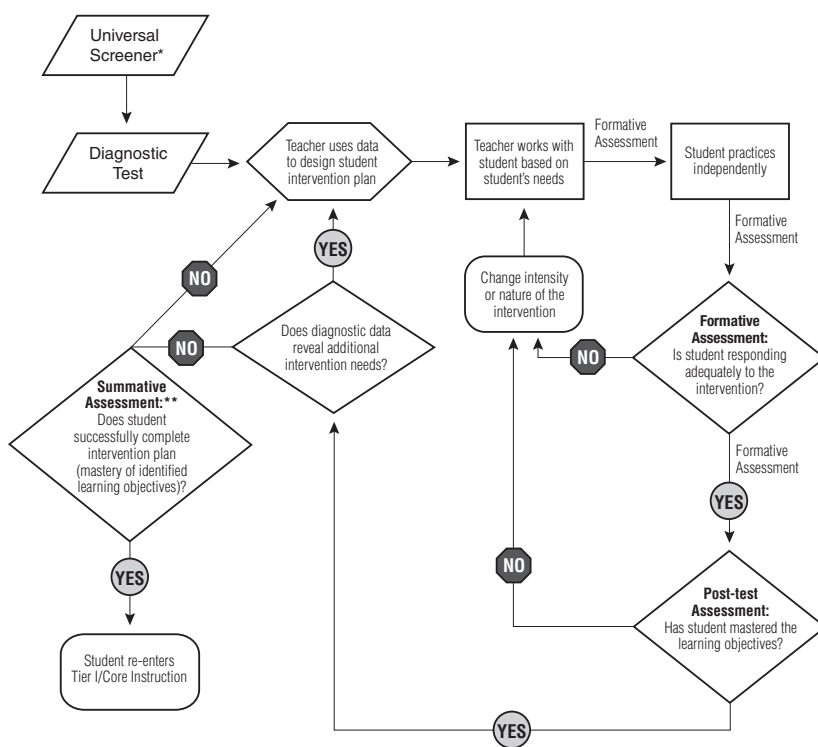 Universal
Screener*
Diagnostic
Test
Teacher uses data
to design student
intervention plan
Teacher works with
student based on
student's needs
Formative
Assessment
Student practices
independently
Formative
Assessment
YES
NO
Change intensity
or nature of the
intervention
Does diagnostic data
reveal additional
intervention needs?
NO
NO
Formative
Assessment:
Is student responding
adequately to the
intervention?
Summative
Assessment:**
Does student
successfully complete
intervention plan
(mastery of identified
learning objectives)?
Formative
Assessment
YES
YES
NO
Post-test
Assessment:
Has student mastered the
learning objectives?
Student re-enters
Tier I/Core Instruction
YES